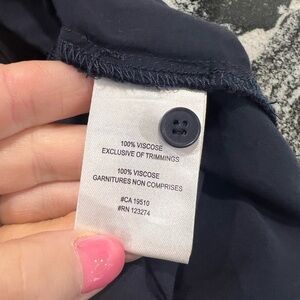 100% VISCOSE
EXCLUSIVE OF TRIMMINGS
100% VISCOSE
GARNITURES NON COMPRISES
#CA 19510
#RN 123274